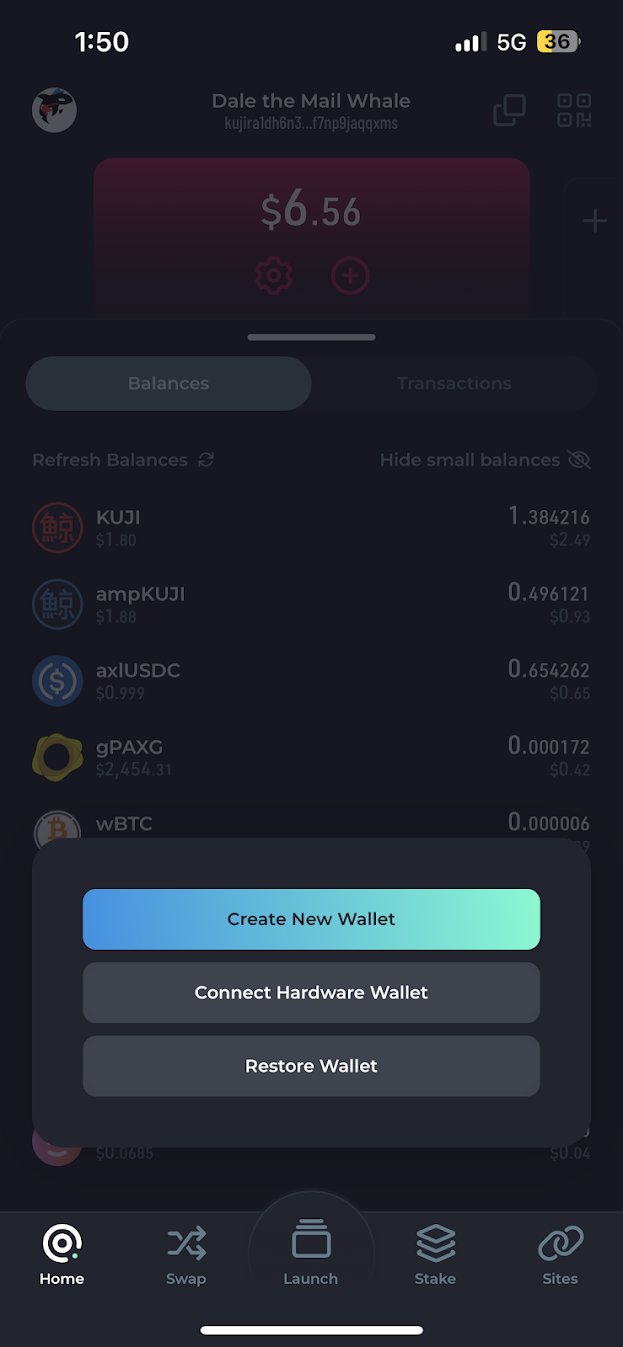 1:50
5G
36
Dale the Mail Whale
kujira1dh6n3...f7np9jaqqxms
$6.56
Balances
Transactions
Refresh Balances
Hide small balances
鯨
KUJI
1.384216
$1.80
$2.49
鯨
ampKUJI
0.496121
$1.88
$0.93
axlUSDC
0.654262
$0.999
$0.65
gPAXG
0.000172
$2,454.31
$0.42
wBTC
0.000006
Create New Wallet
Connect Hardware Wallet
Restore Wallet
$0.0685
$0.04
Home
Swap
Launch
Stake
Sites